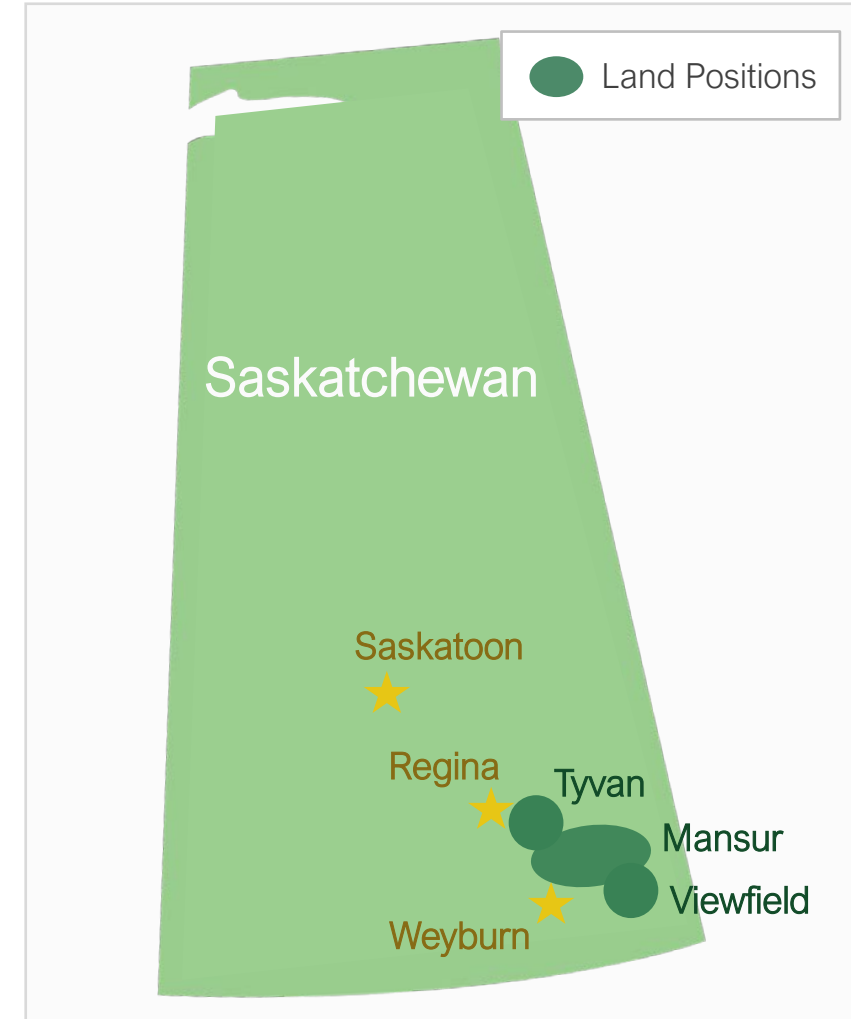 Land Positions
Saskatchewan
Saskatoon
Regina
Tyvan
Mansur
Viewfield
Weyburn